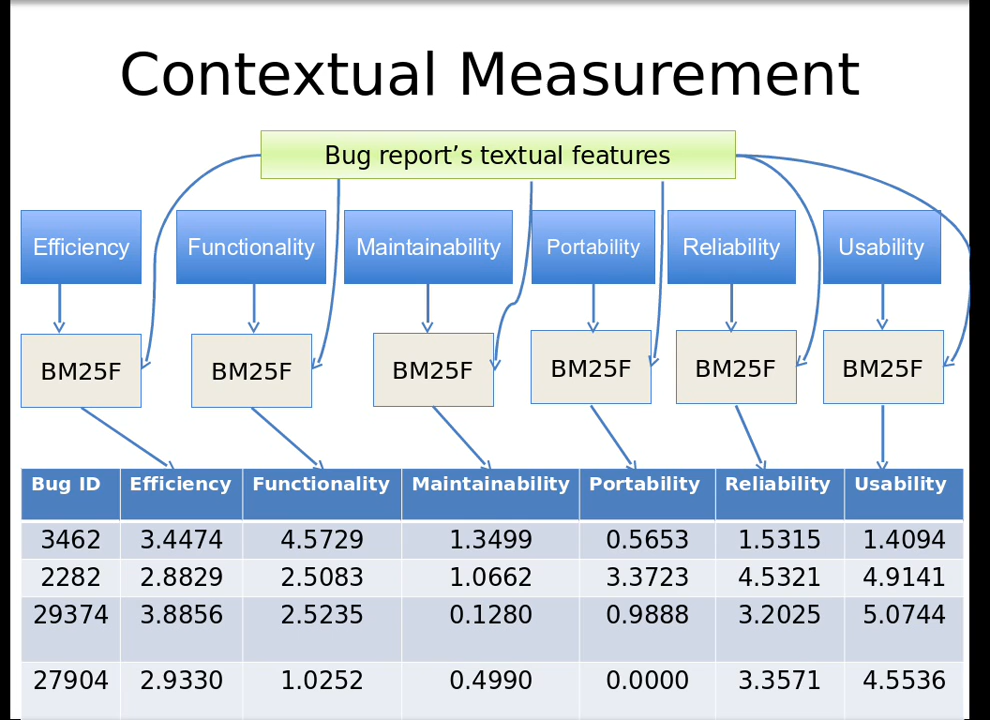 Contextual Measurement
Bug report’s textual features
Efficiency Functionality Maintainability Portability Reliability Usability
BM25F BM25F BM25F BM25F BM25F BM25F
Bug ID Efficiency Functionality Maintainability Portability Reliability Usability
3462 3.4474 4.5729 1.3499 0.5653 1.5315 1.4094
2282 2.8829 2.5083 1.0662 3.3723 4.5321 4.9141
29374 3.8856 2.5235 0.1280 0.9888 3.2025 5.0744
27904 2.9330 1.0252 0.4990 0.0000 3.3571 4.5536